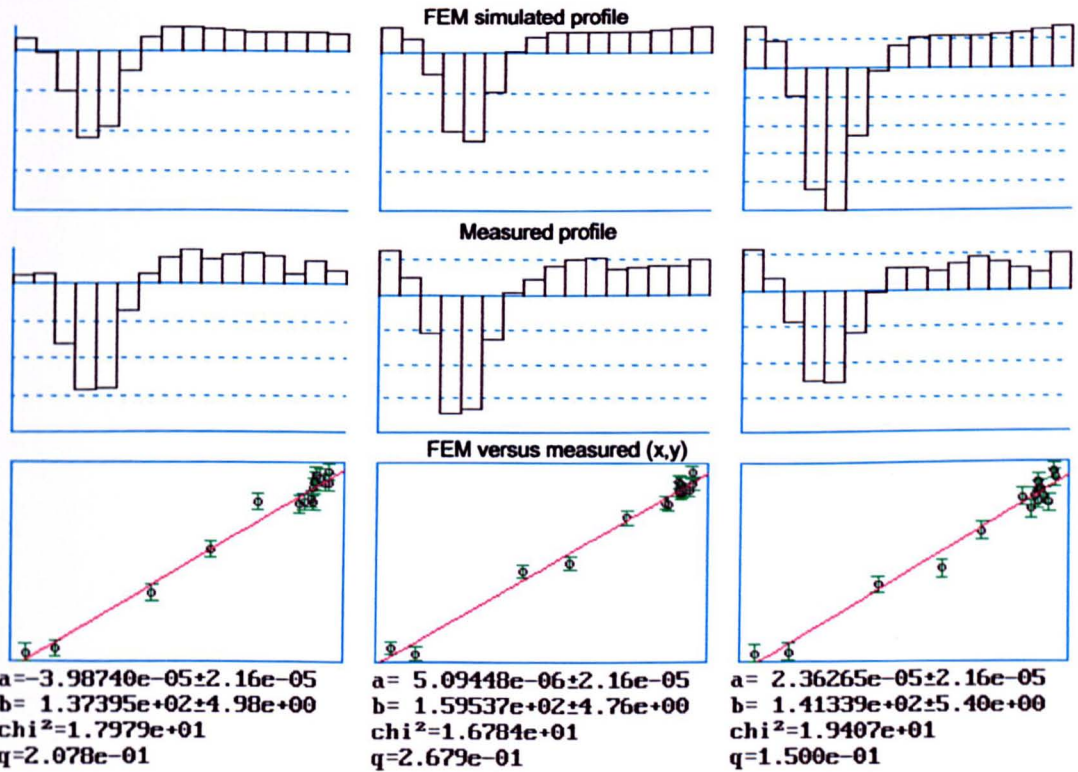 FEM simulated profile
Measured profile
FEM versus measured (x,y)
a=-3.98740e-05±2.16e-05
b= 1.37395e+02±4.98e+00
chi²=1.7979e+01
q=2.078e-01
a= 5.09448e-06±2.16e-05
b= 1.59537e+02±4.76e+00
chi²=1.6784e+01
q=2.679e-01
a= 2.36265e-05±2.16e-05
b= 1.41339e+02±5.40e+00
chi²=1.9407e+01
q=1.500e-01